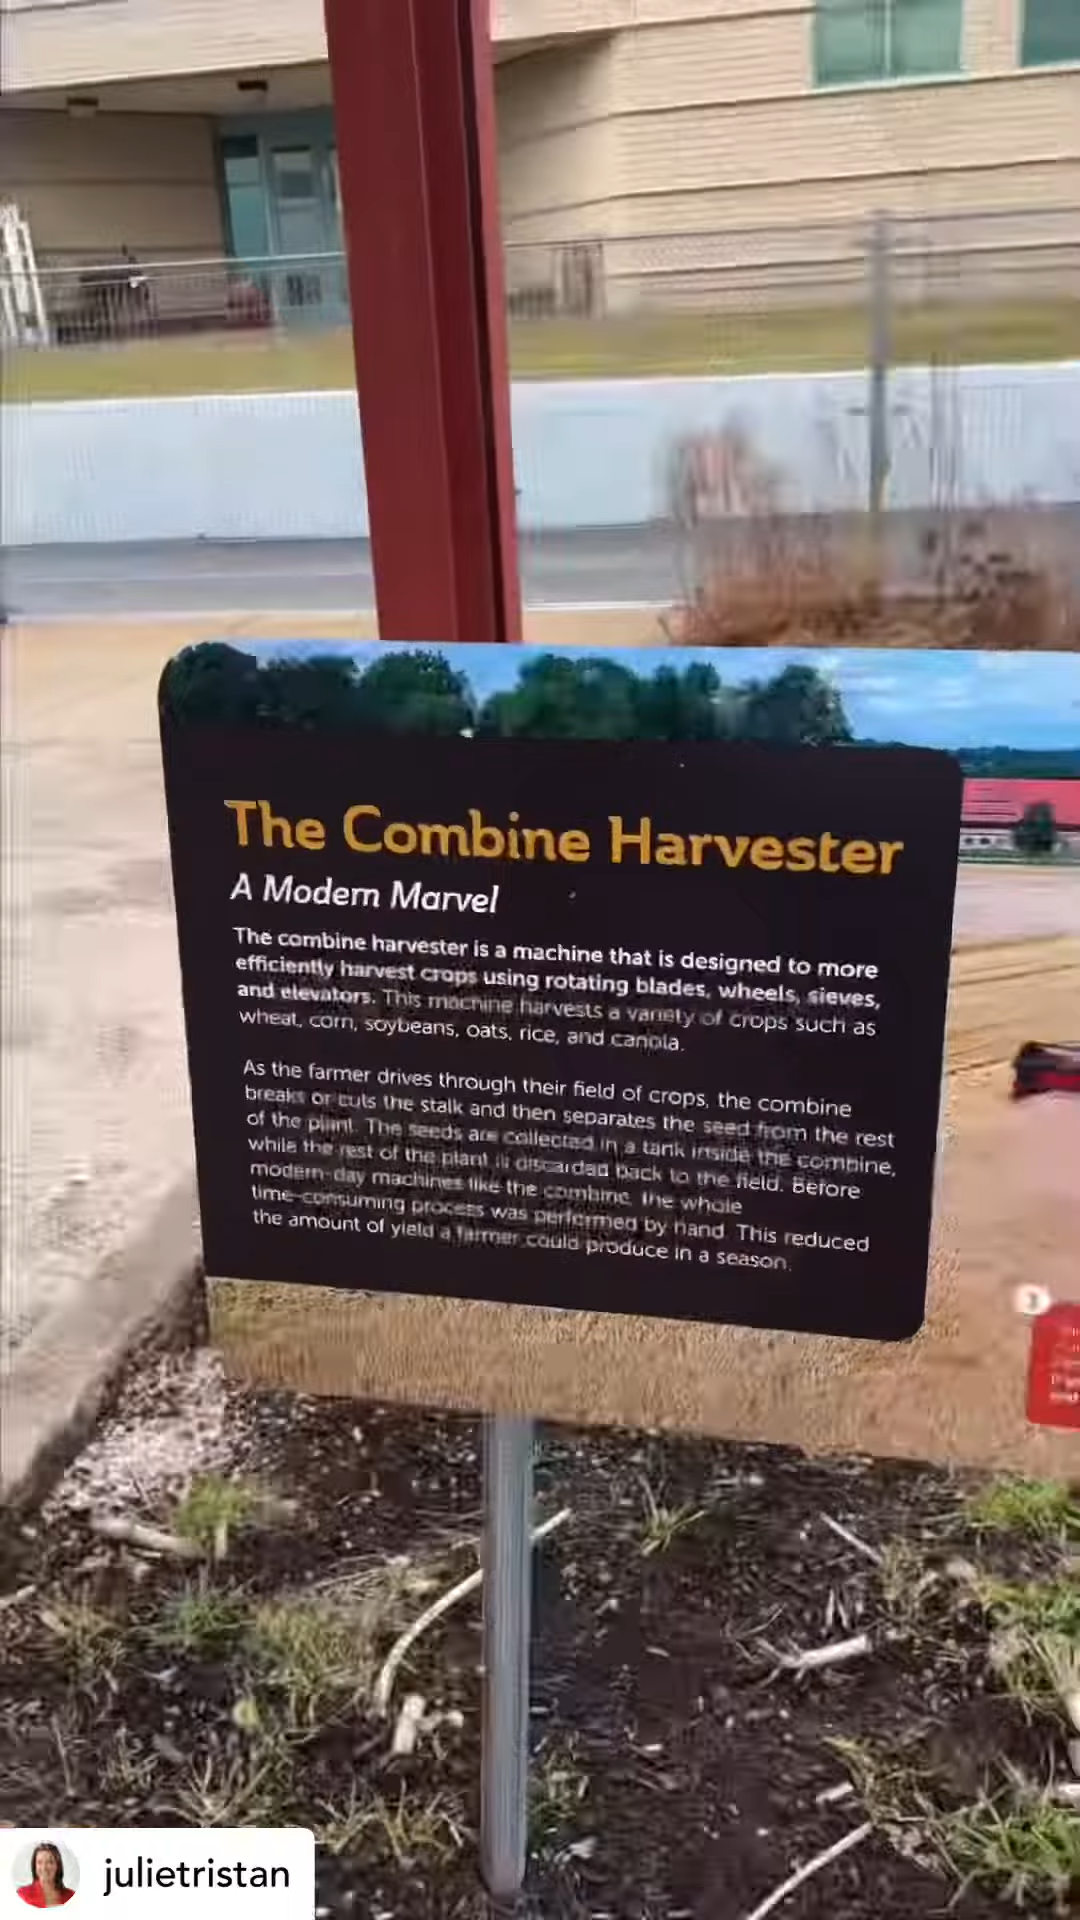 The Combine Harvester
A Modern Marvel
The combine harvester is a machine that is designed to more
efficiently harvest crops using rotating blades, wheels, sieves,
and elevators. This machine harvests a variety of crops such as
wheat, corn, soybeans, oats, rice, and canola.
As the farmer drives through their field of crops, the combine
breaks or cuts the stalk and then separates the seed from the rest
of the plant. The seeds are collected in a tank inside the combine,
while the rest of the plant is discarded back to the field. Before
modern-day machines like the combine, the whole
time-consuming process was performed by hand. This reduced
the amount of yield a farmer could produce in a season.
julietristan